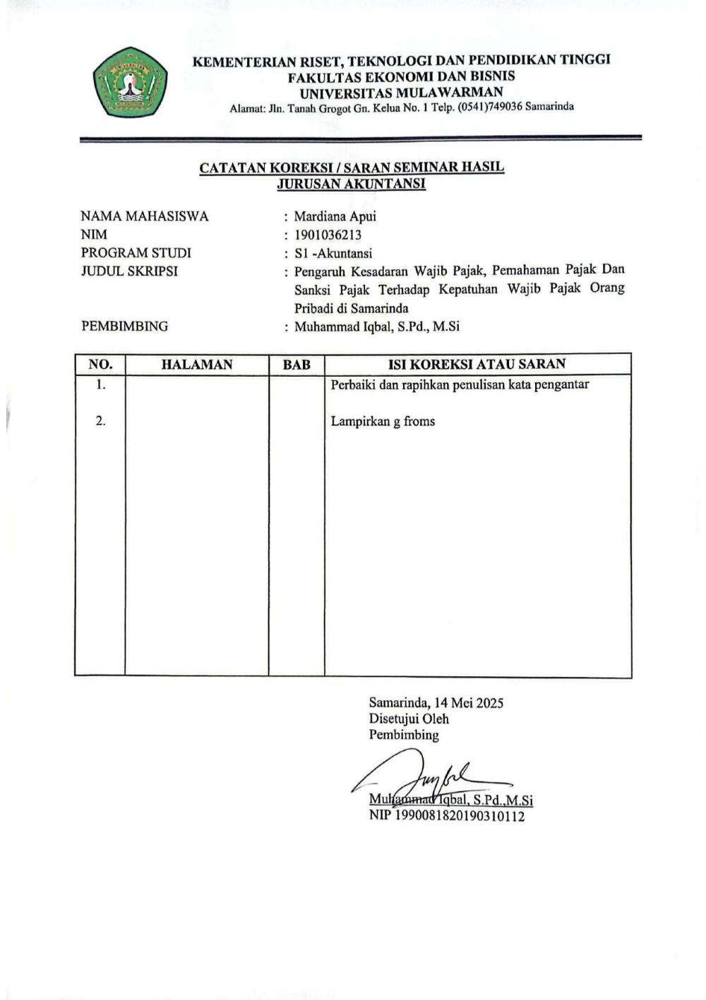 KEMENTERIAN RISET, TEKNOLOGI DAN PENDIDIKAN TINGGI
FAKULTAS EKONOMI DAN BISNIS
UNIVERSITAS MULAWARMAN
Alamat: Jln. Tanah Grogot Gn. Kelua No. 1 Telp. (0541)749036 Samarinda
CATATAN KOREKSI / SARAN SEMINAR HASIL
JURUSAN AKUNTANSI
NAMA MAHASISWA : Mardiana Apui
NIM : 1901036213
PROGRAM STUDI : S1 -Akuntansi
JUDUL SKRIPSI : Pengaruh Kesadaran Wajib Pajak, Pemahaman Pajak Dan
Sanksi Pajak Terhadap Kepatuhan Wajib Pajak Orang
Pribadi di Samarinda
PEMBIMBING : Muhammad Iqbal, S.Pd., M.Si
NO. HALAMAN BAB ISI KOREKSI ATAU SARAN
1. Perbaiki dan rapihkan penulisan kata pengantar
2. Lampirkan g froms
Samarinda, 14 Mei 2025
Disetujui Oleh
Pembimbing
Muhammad Iqbal, S.Pd.,M.Si
NIP 1990081820190310112